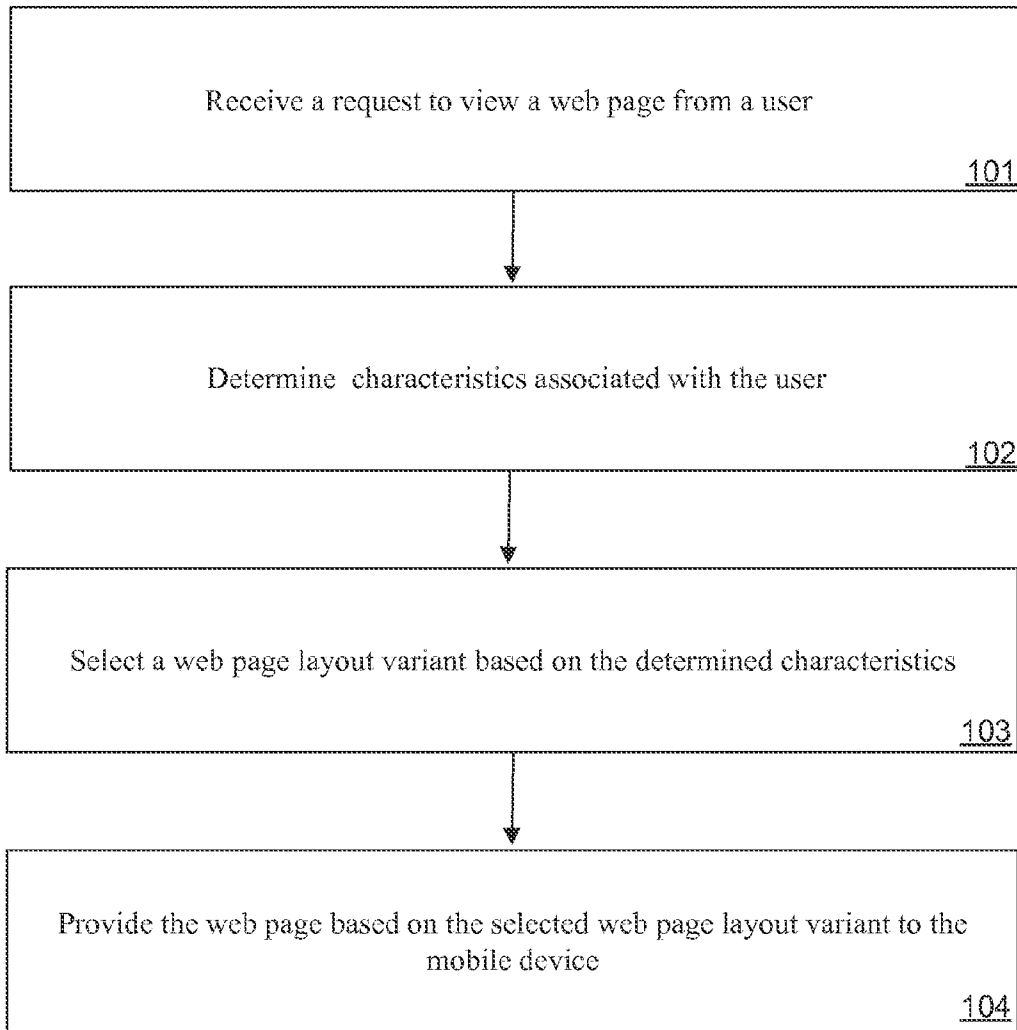 Receive a request to view a web page from a user
101
Determine characteristics associated with the user
102
Select a web page layout variant based on the determined characteristics
103
Provide the web page based on the selected web page layout variant to the
mobile device
104